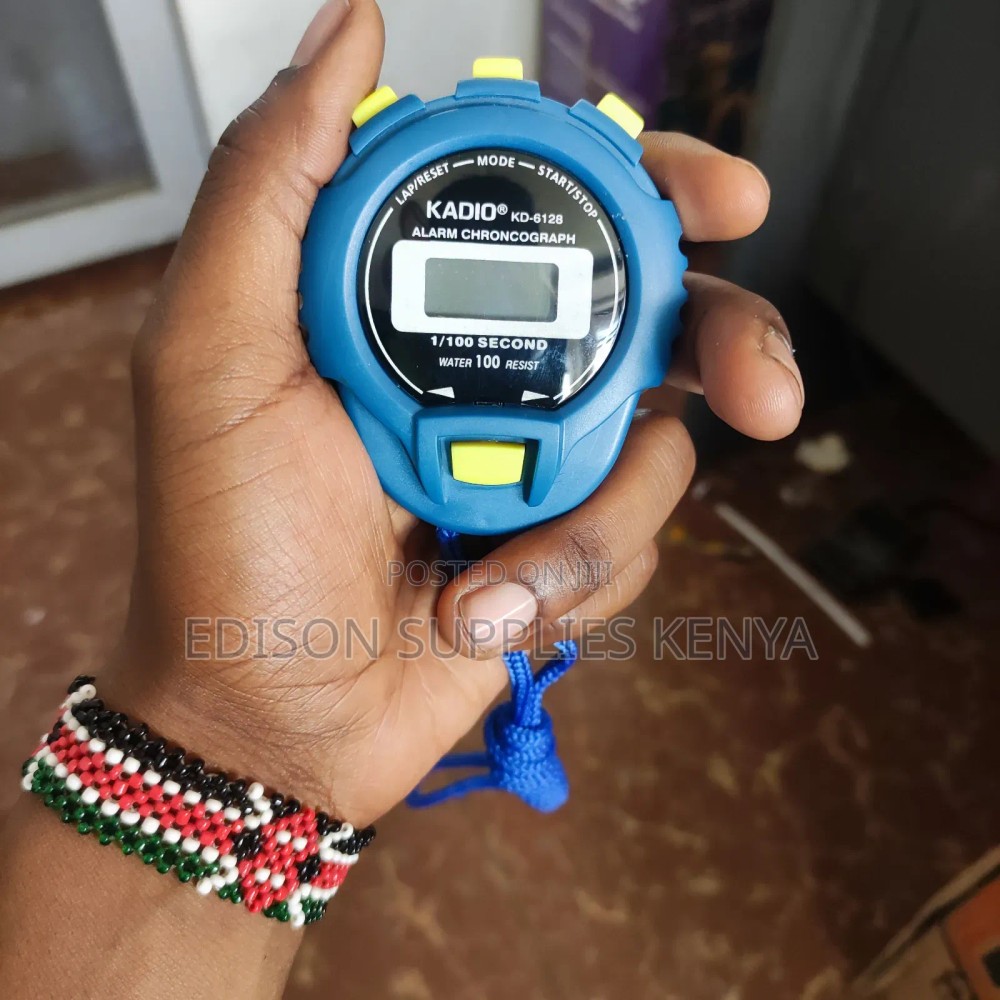 LAP/RESET — MODE — START/STOP
KADIO® KD-6128
ALARM CHRONCOGRAPH
1/100 SECOND
WATER 100 RESIST
POSTED ON JIJI
EDISON SUPPLIES KENYA